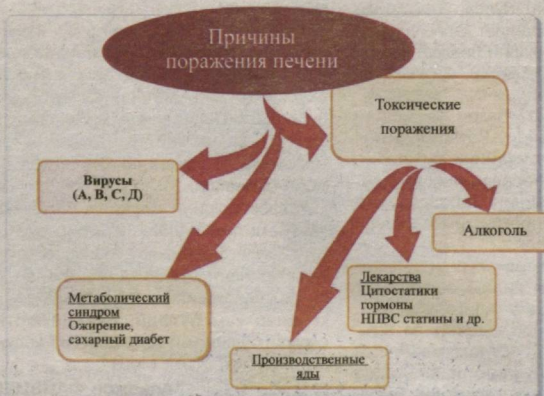 Причины
поражения печени
Токсические
поражения
Вирусы
(А, В, С, Д)
Алкоголь
Метаболический
синдром
Ожирение,
сахарный диабет
Лекарства
Цитостатики
гормоны
НПВС статины и др.
Производственные
яды